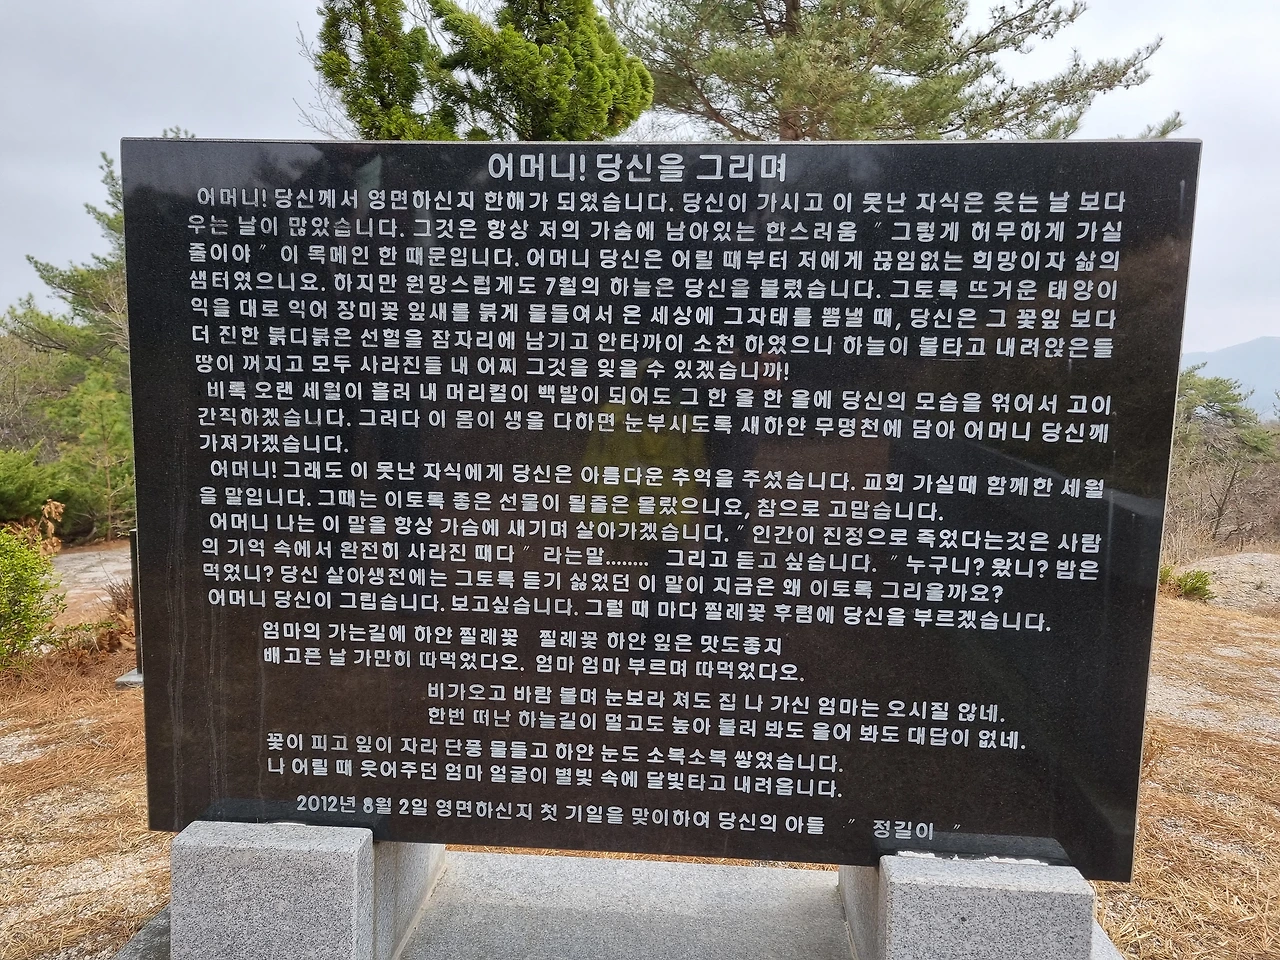 어머니! 당신을 그리며
어머니! 당신께서 영면하신지 한해가 되었습니다. 당신이 가시고 이 못난 자식은 웃는 날 보다
우는 날이 많았습니다. 그것은 항상 저의 가슴에 남아있는 한스러움 〃그렇게 허무하게 가실
줄이야〃 이 목메인 한 때문입니다. 어머니 당신은 어릴 때부터 저에게 끊임없는 희망이자 삶의
샘터였으니요. 하지만 원망스럽게도 7월의 하늘은 당신을 불렀습니다. 그토록 뜨거운 태양이
익을 대로 익어 장미꽃 잎새를 붉게 물들여서 온 세상에 그자태를 뽐낼 때, 당신은 그 꽃잎 보다
더 진한 붉디붉은 선혈을 잠자리에 남기고 안타까이 소천 하였으니 하늘이 불타고 내려앉은들
땅이 꺼지고 모두 사라진들 내 어찌 그것을 잊을 수 있겠습니까!
비록 오랜 세월이 흘러 내 머리켤이 백발이 되어도 그 한 올 한 올에 당신의 모습을 엮어서 고이
간직하겠습니다. 그러다 이 몸이 생을 다하면 눈부시도록 새하얀 무명천에 담아 어머니 당신께
가져가겠습니다.
어머니! 그래도 이 못난 자식에게 당신은 아름다운 추억을 주셨습니다. 교회 가실때 함께한 세월
을 말입니다. 그때는 이토록 좋은 선물이 될줄은 몰랐으니요, 참으로 고맙습니다.
어머니 나는 이 말을 항상 가슴에 새기며 살아가겠습니다. 〃인간이 진정으로 죽었다는것은 사람
의 기억 속에서 완전히 사라진 때다〃 라는말........ 그리고 듣고 싶습니다. 〃누구니? 왔니? 밥은
먹었니? 당신 살아생전에는 그토록 듣기 싫었던 이 말이 지금은 왜 이토록 그리울까요?
어머니 당신이 그립습니다. 보고싶습니다. 그럴 때 마다 찔레꽃 후렴에 당신을 부르겠습니다.
엄마의 가는길에 하얀 찔레꽃 찔레꽃 하얀 잎은 맛도좋지
배고픈 날 가만히 따먹었다오. 엄마 엄마 부르며 따먹었다오.
비가오고 바람 불며 눈보라 쳐도 집 나 가신 엄마는 오시질 않네.
한번 떠난 하늘길이 멀고도 높아 불러 봐도 울어 봐도 대답이 없네.
꽃이 피고 잎이 자라 단풍 물들고 하얀 눈도 소복소복 쌓였습니다.
나 어릴 때 웃어주던 엄마 얼굴이 별빛 속에 달빛타고 내려옵니다.
2012년 8월 2일 영면하신지 첫 기일을 맞이하여 당신의 아들 〃 정길이 〃